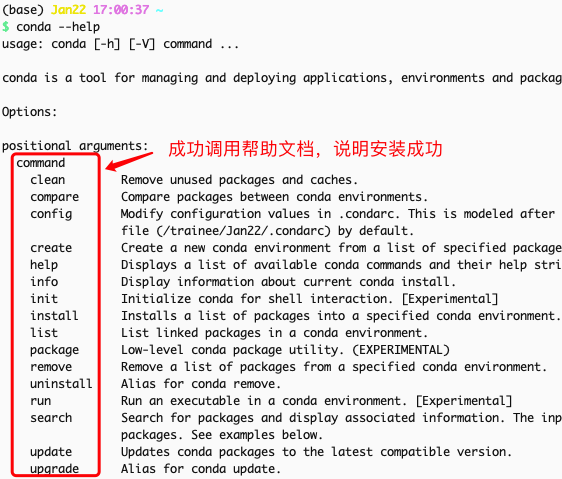 (base) Jan22 17:00:37 ~
$ conda --help
usage: conda [-h] [-V] command ...
conda is a tool for managing and deploying applications, environments and packag
Options:
positional arguments:
成功调用帮助文档，说明安装成功
command
clean Remove unused packages and caches.
compare Compare packages between conda environments.
config Modify configuration values in .condarc. This is modeled after
file (/trainee/Jan22/.condarc) by default.
create Create a new conda environment from a list of specified package
help Displays a list of available conda commands and their help stri
info Display information about current conda install.
init Initialize conda for shell interaction. [Experimental]
install Installs a list of packages into a specified conda environment.
list List linked packages in a conda environment.
package Low-level conda package utility. (EXPERIMENTAL)
remove Remove a list of packages from a specified conda environment.
uninstall Alias for conda remove.
run Run an executable in a conda environment. [Experimental]
search Search for packages and display associated information. The inp
packages. See examples below.
update Updates conda packages to the latest compatible version.
upgrade Alias for conda update.